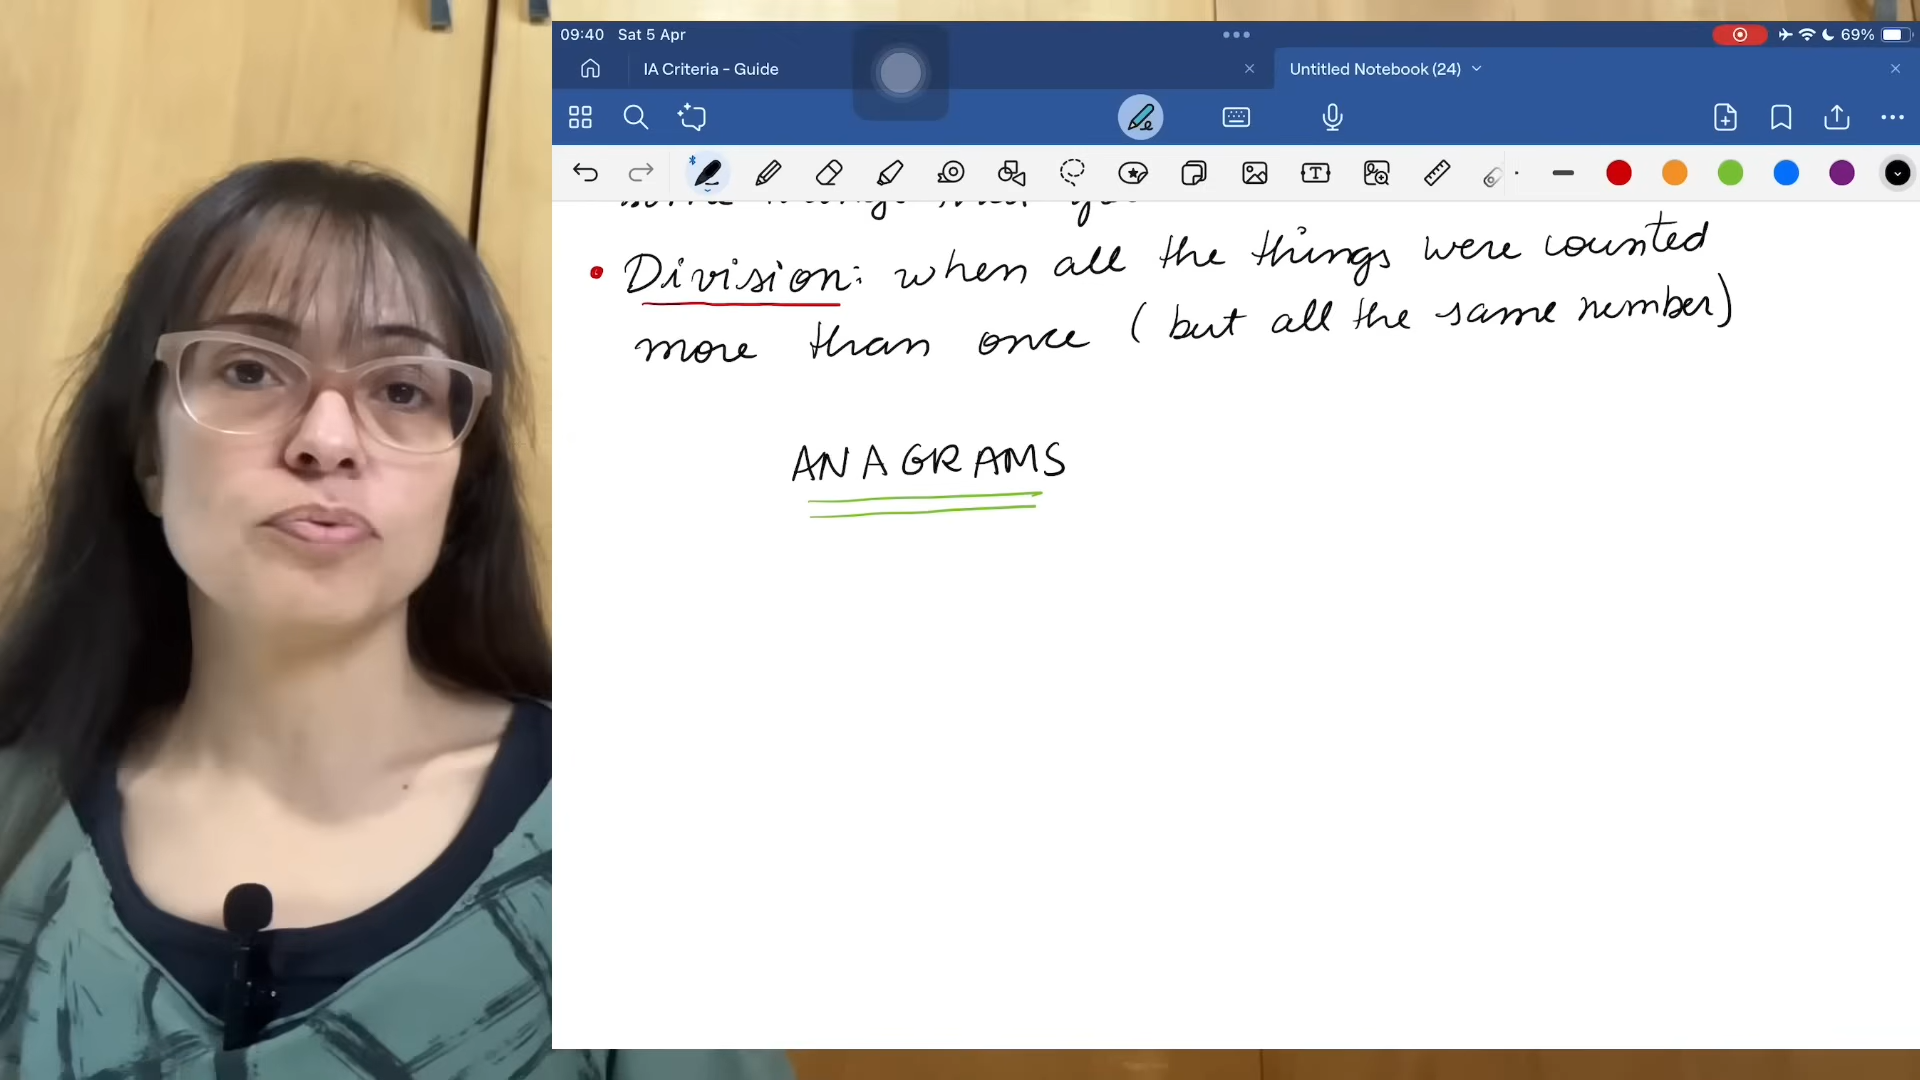 09:40 Sat 5 Apr
69%
IA Criteria - Guide
Untitled Notebook (24)
• Division: when all the things were counted
more than once (but all the same number)
ANAGRAMS